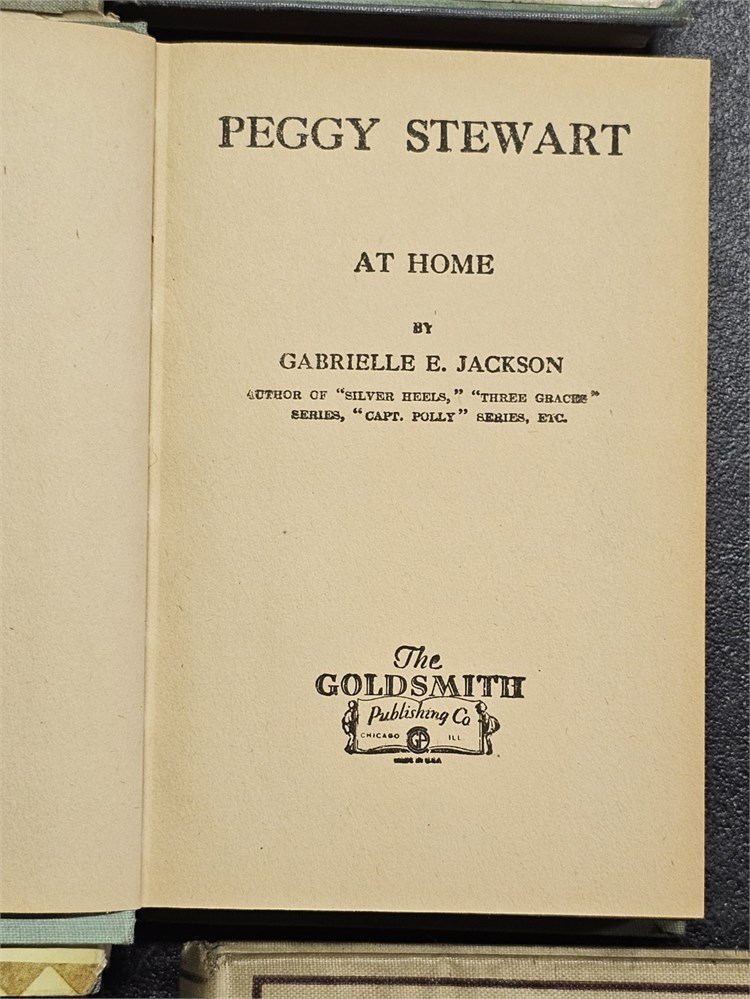 PEGGY STEWART
AT HOME
BY
GABRIELLE E. JACKSON
AUTHOR OF "SILVER HEELS," "THREE GRACES"
SERIES, "CAPT. POLLY" SERIES, ETC.
The
GOLDSMITH
Publishing Co
CHICAGO GP ILL.
MADE IN U.S.A.